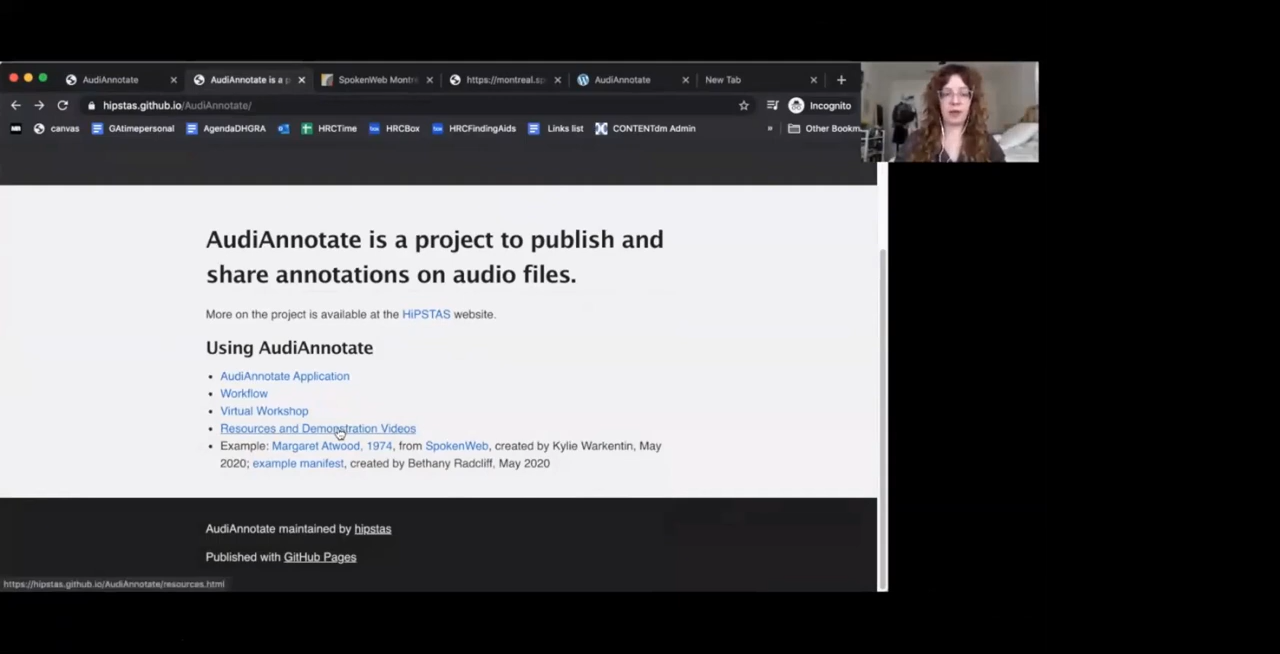 AudiAnnotate
AudiAnnotate is a p
SpokenWeb Montr
https://montreal.sp
AudiAnnotate
New Tab
hipstas.github.io/AudiAnnotate/
Incognito
canvas
GAtimepersonal
AgendaDHGRA
HRCTime
HRCBox
HRCFindingAids
Links list
CONTENTdm Admin
»
Other Bookm
AudiAnnotate is a project to publish and
share annotations on audio files.
More on the project is available at the HiPSTAS website.
Using AudiAnnotate
• AudiAnnotate Application
• Workflow
• Virtual Workshop
• Resources and Demonstration Videos
• Example: Margaret Atwood, 1974, from SpokenWeb, created by Kylie Warkentin, May
2020; example manifest, created by Bethany Radcliff, May 2020
AudiAnnotate maintained by hipstas
Published with GitHub Pages
https://hipstas.github.io/AudiAnnotate/resources.html